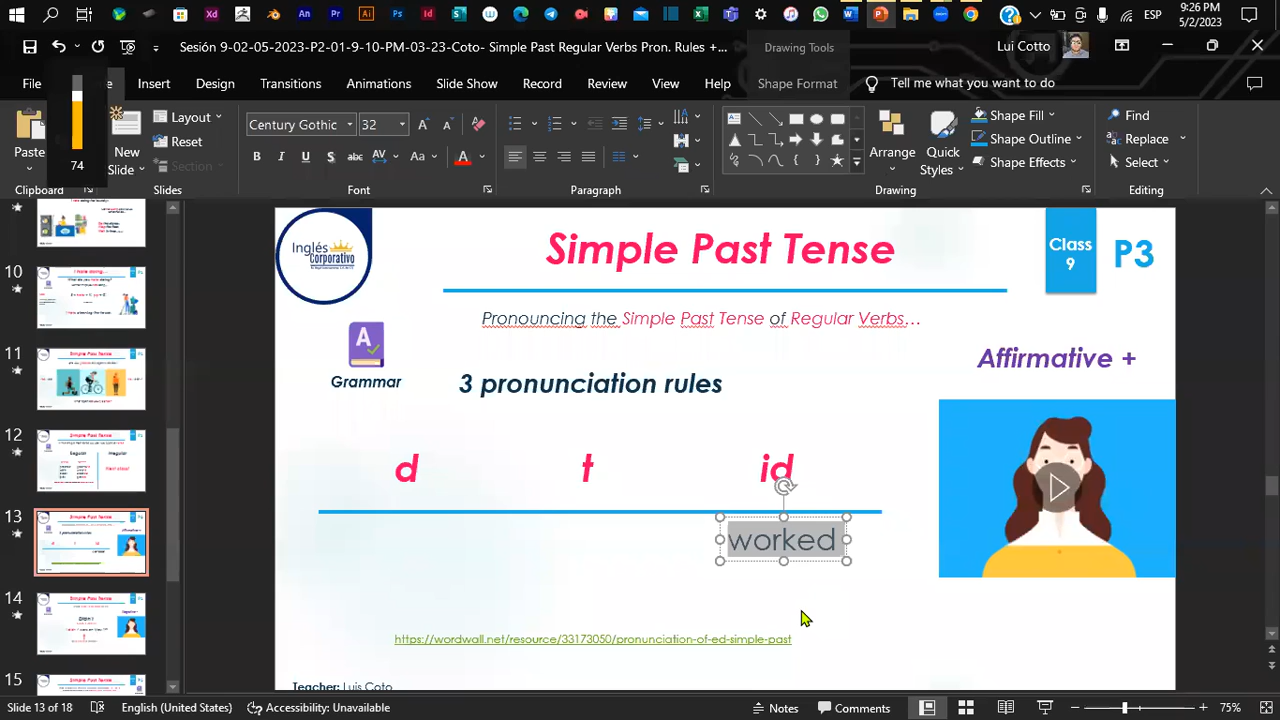 9:26 PM
ESP
5/2/2023
Sesión 9-02-05-2023-P2-01-9-10-PM-03-23-Coto- Simple Past Regular Verbs Pron. Rules +...
Drawing Tools
Lui Cotto
File
Insert
Design
Transitions
Animations
Slide Show
Record
Review
View
Help
Shape Format
Tell me what you want to do
74
Paste
New
Slide
Layout
Reset
Section
Century Gothic
32
B I U S ab AV Aa A
Arrange
Quick
Styles
Shape Fill
Shape Outline
Shape Effects
Find
Replace
Select
Clipboard
Slides
Font
Paragraph
Drawing
Editing
10
11
12
13
14
15
Simple Past Tense
Inglés
Corporativo
Class
9
P3
Pronouncing the Simple Past Tense of Regular Verbs...
Affirmative +
A
Grammar
3 pronunciation rules
d
t
id
worked
https://wordwall.net/resource/33173050/pronunciation-of-ed-simple-past
Teacher: Luis Coto
Slide 13 of 18
English (United States)
Accessibility: Unavailable
Notes
Comments
75%